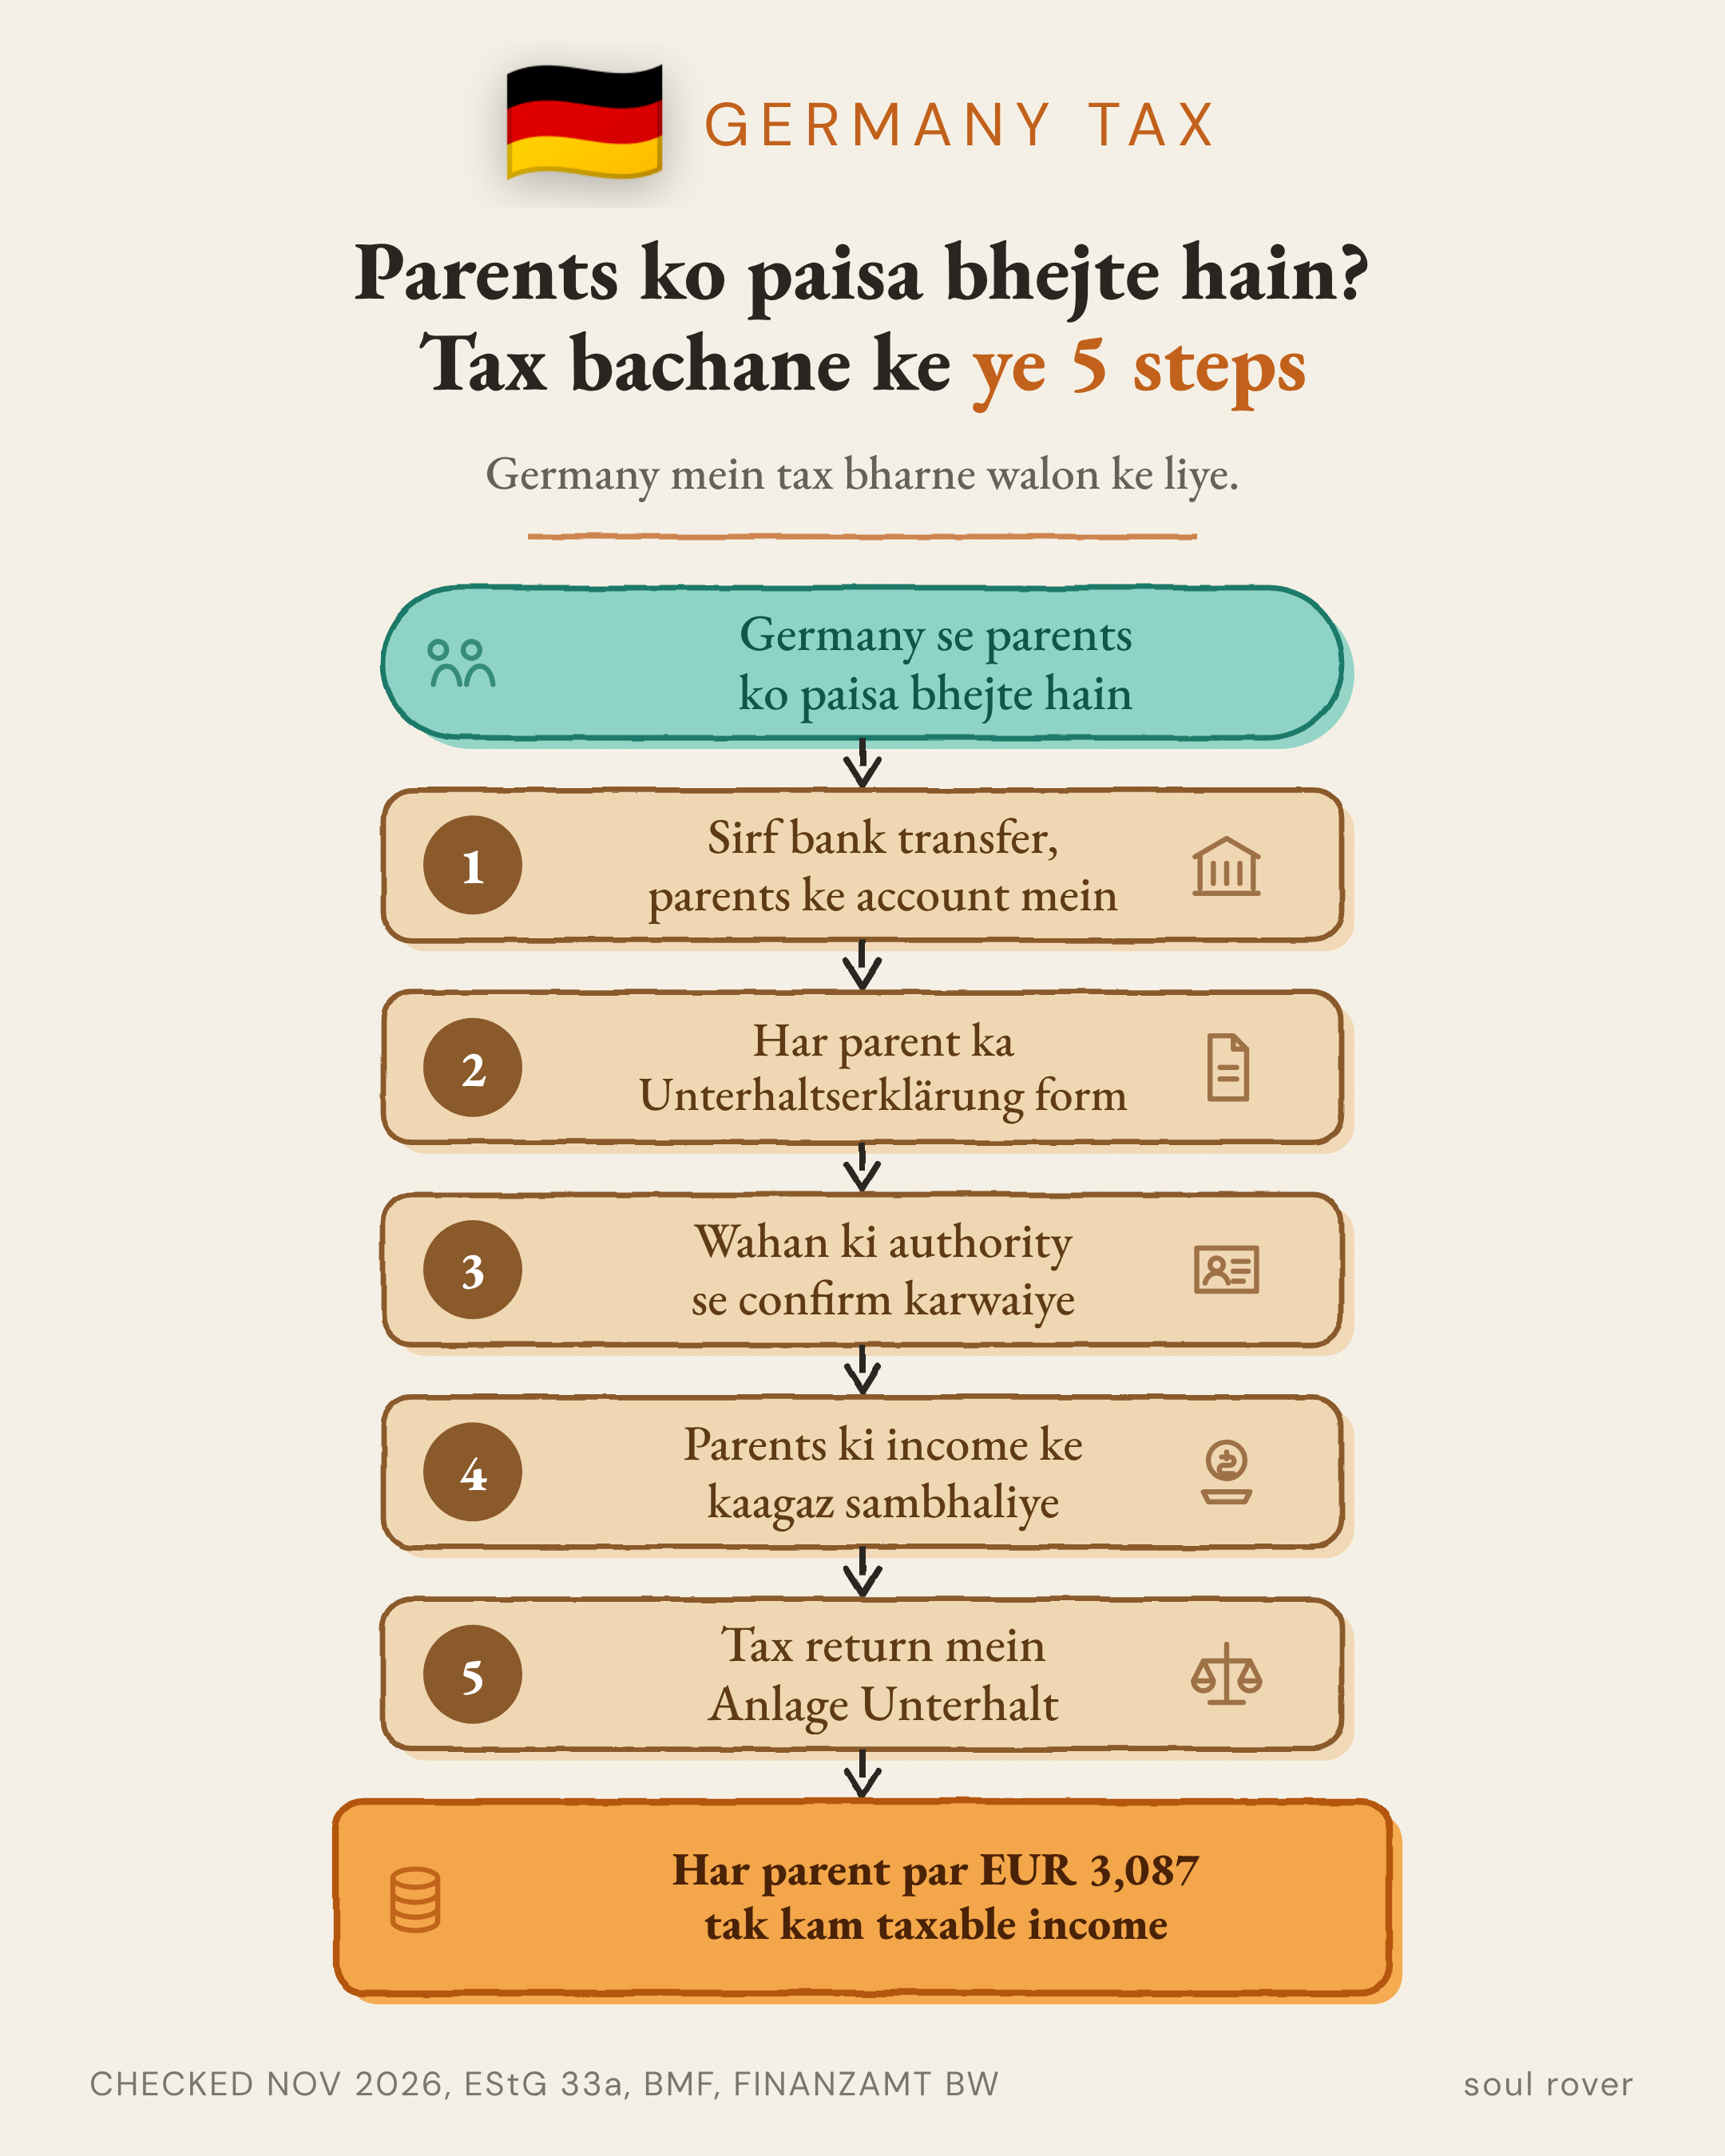 GERMANY TAX
Parents ko paisa bhejte hain?
Tax bachane ke ye 5 steps
Germany mein tax bharne walon ke liye.
Germany se parents
ko paisa bhejte hain
1
Sirf bank transfer,
parents ke account mein
2
Har parent ka
Unterhaltserklärung form
3
Wahan ki authority
se confirm karwaiye
4
Parents ki income ke
kaagaz sambhaliye
5
Tax return mein
Anlage Unterhalt
Har parent par EUR 3,087
tak kam taxable income
CHECKED NOV 2026, EStG 33a, BMF, FINANZAMT BW
soul rover